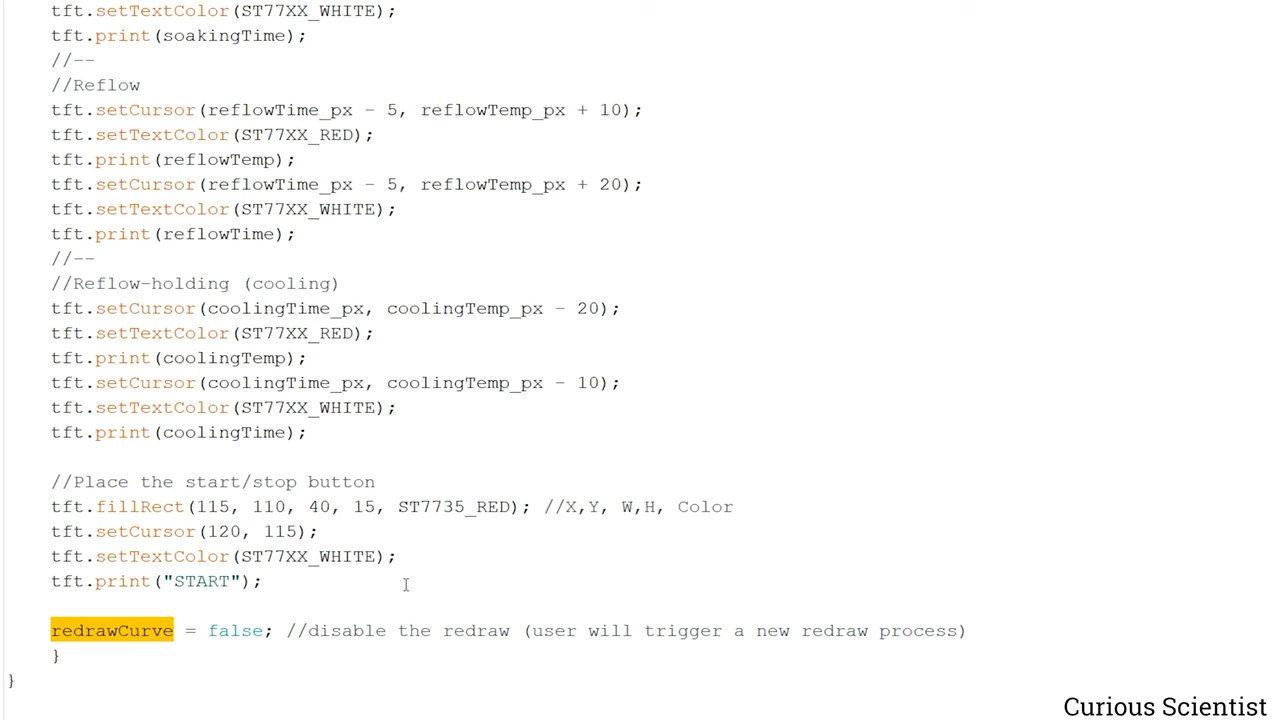 tft.setTextColor(ST77XX_WHITE);
tft.print(soakingTime);
//--
//Reflow
tft.setCursor(reflowTime_px - 5, reflowTemp_px + 10);
tft.setTextColor(ST77XX_RED);
tft.print(reflowTemp);
tft.setCursor(reflowTime_px - 5, reflowTemp_px + 20);
tft.setTextColor(ST77XX_WHITE);
tft.print(reflowTime);
//--
//Reflow-holding (cooling)
tft.setCursor(coolingTime_px, coolingTemp_px - 20);
tft.setTextColor(ST77XX_RED);
tft.print(coolingTemp);
tft.setCursor(coolingTime_px, coolingTemp_px - 10);
tft.setTextColor(ST77XX_WHITE);
tft.print(coolingTime);
//Place the start/stop button
tft.fillRect(115, 110, 40, 15, ST7735_RED); //X,Y, W,H, Color
tft.setCursor(120, 115);
tft.setTextColor(ST77XX_WHITE);
tft.print("START");
redrawCurve = false; //disable the redraw (user will trigger a new redraw process)
}
}
Curious Scientist